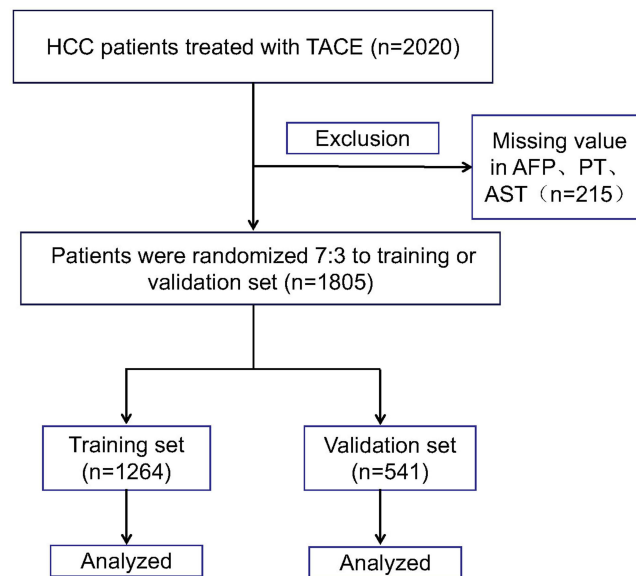 HCC patients treated with TACE (n=2020)
Exclusion
Missing value
in AFP、PT、
AST（n=215）
Patients were randomized 7:3 to training or
validation set (n=1805)
Training set
(n=1264)
Validation set
(n=541)
Analyzed
Analyzed